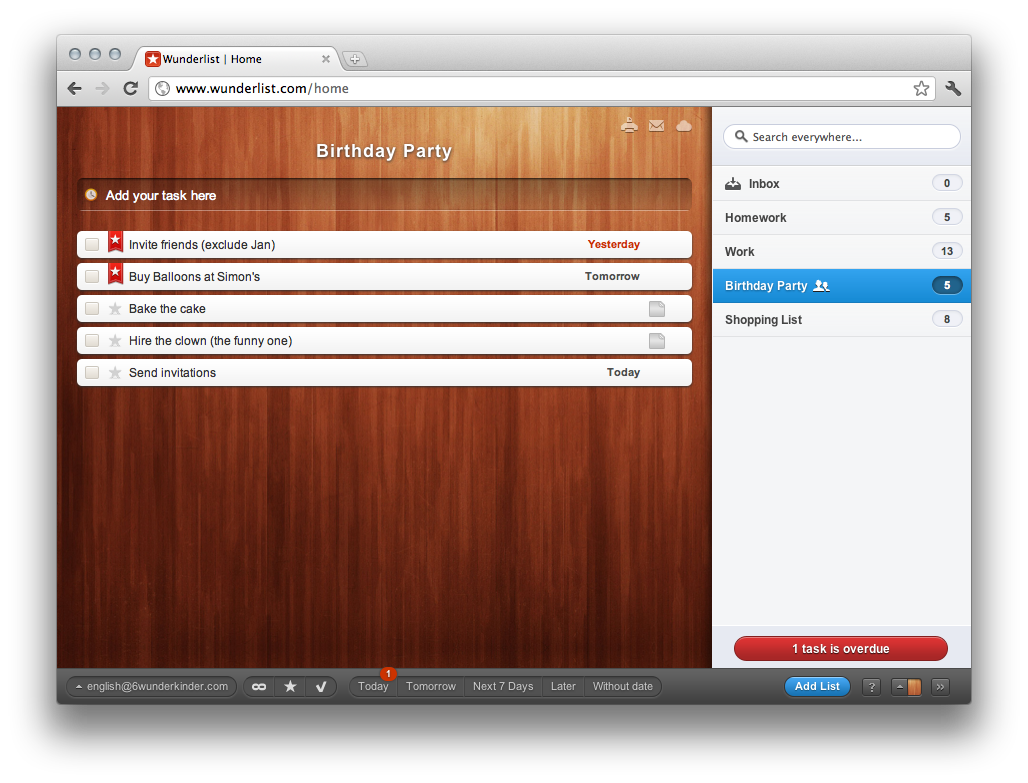 Wunderlist | Home
www.wunderlist.com/home
Birthday Party
Add your task here
Invite friends (exclude Jan) Yesterday
Buy Balloons at Simon's Tomorrow
Bake the cake
Hire the clown (the funny one)
Send invitations Today
Search everywhere...
Inbox 0
Homework 5
Work 13
Birthday Party 5
Shopping List 8
1 task is overdue
1
english@6wunderkinder.com Today Tomorrow Next 7 Days Later Without date Add List ? »